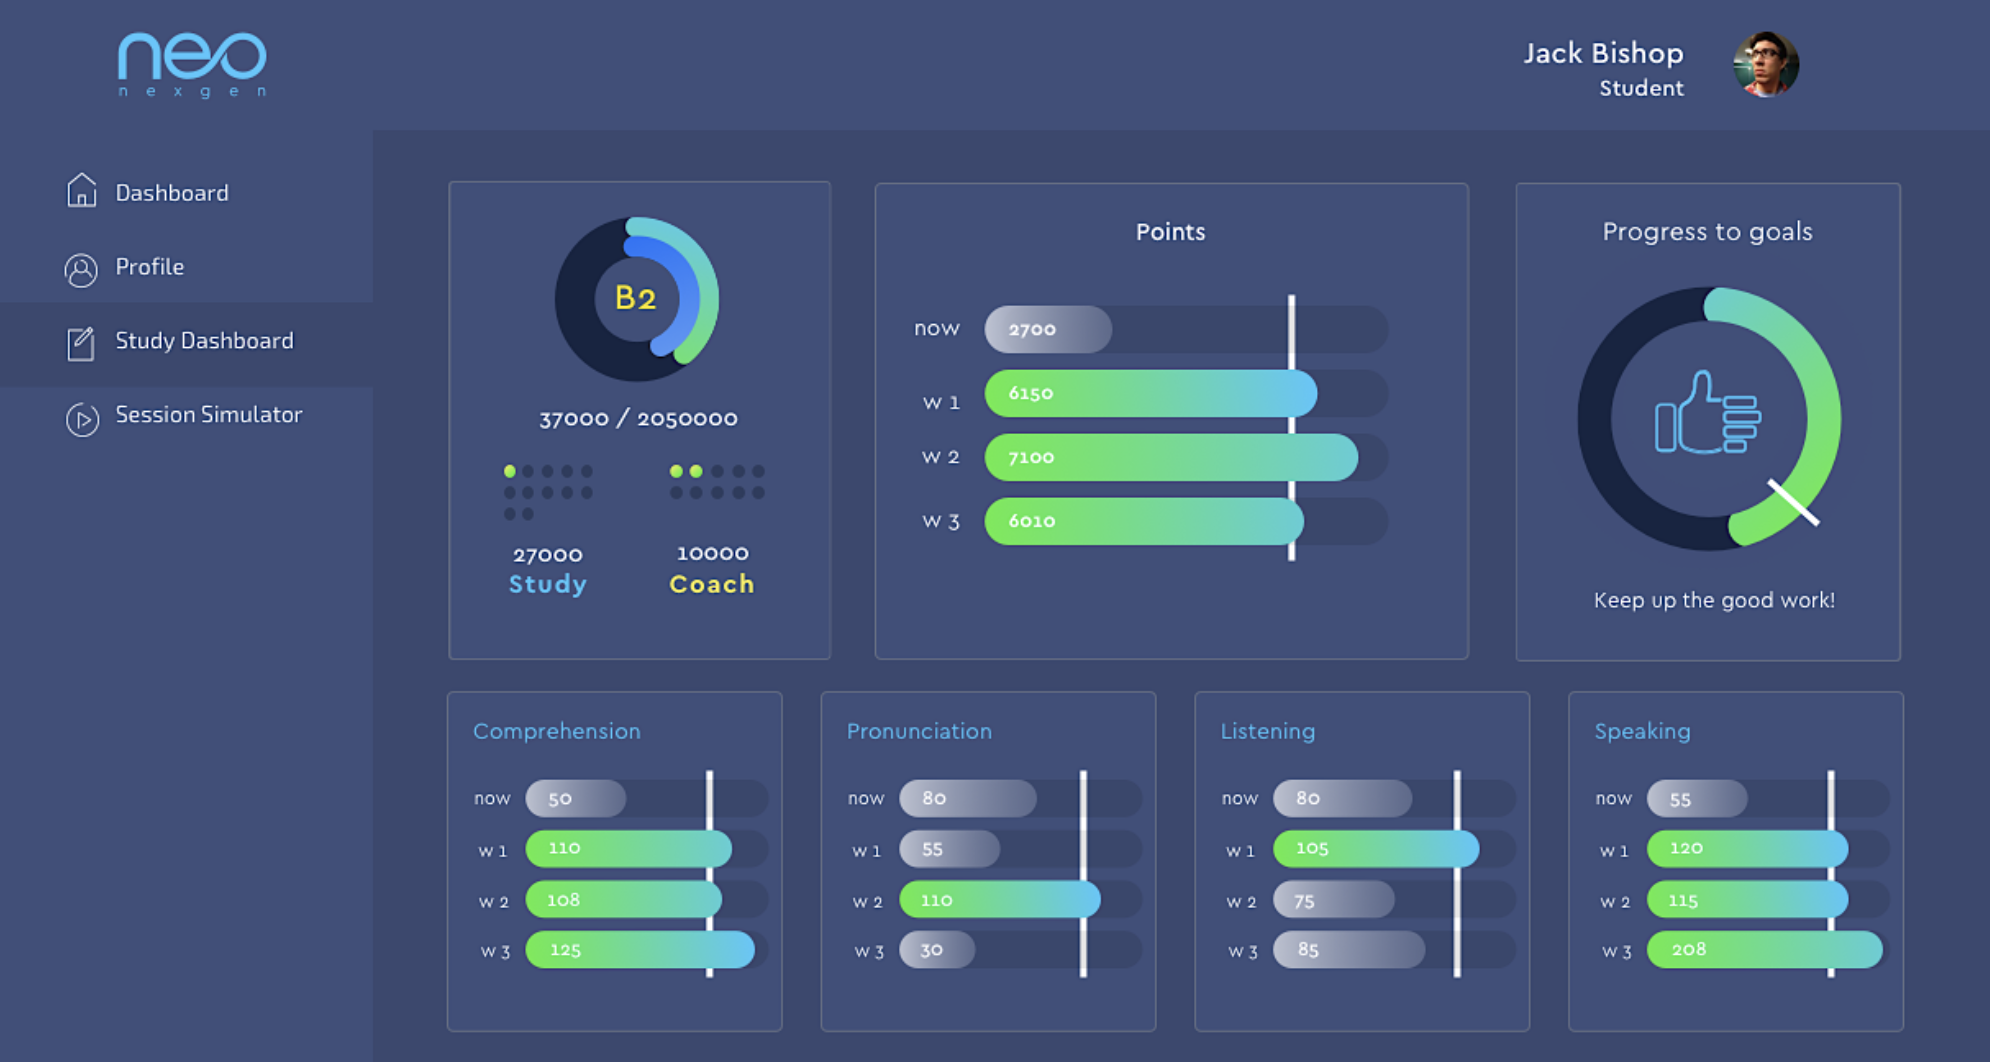 neo
nexgen
Jack Bishop
Student
Dashboard
Profile
Study Dashboard
Session Simulator
B2
37000 / 2050000
27000
Study
10000
Coach
Points
now 2700
w 1 6150
w 2 7100
w 3 6010
Progress to goals
Keep up the good work!
Comprehension
now 50
w 1 110
w 2 108
w 3 125
Pronunciation
now 80
w 1 55
w 2 110
w 3 30
Listening
now 80
w 1 105
w 2 75
w 3 85
Speaking
now 55
w 1 120
w 2 115
w 3 208